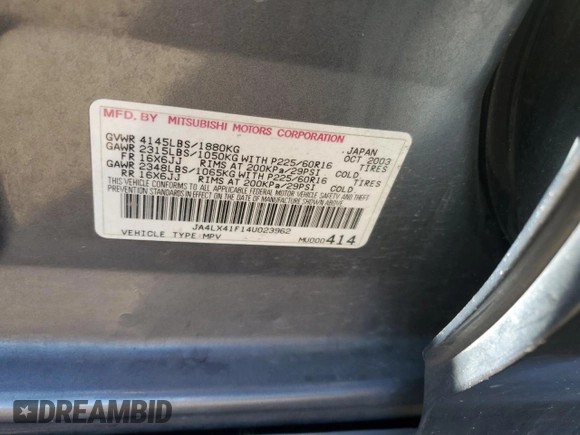 MFD. BY MITSUBISHI MOTORS CORPORATION
GVWR 4145LBS/1880KG JAPAN OCT 2003
GAWR 2315LBS/1050KG WITH P225/60R16 TIRES
FR 16X6JJ RIMS AT 200KPa/29PSI COLD
GAWR 2348LBS/1065KG WITH P225/60R16 TIRES
RR 16X6JJ RIMS AT 200KPa/29PSI COLD
THIS VEHICLE CONFORMS TO ALL APPLICABLE FEDERAL MOTOR VEHICLE SAFETY, BUMPER AND THEFT
PREVENTION STANDARDS IN EFFECT ON THE DATE OF MANUFACTURE SHOWN ABOVE.
JA4LX41F14U023962
VEHICLE TYPE:MPV MU000414
DREAMBID